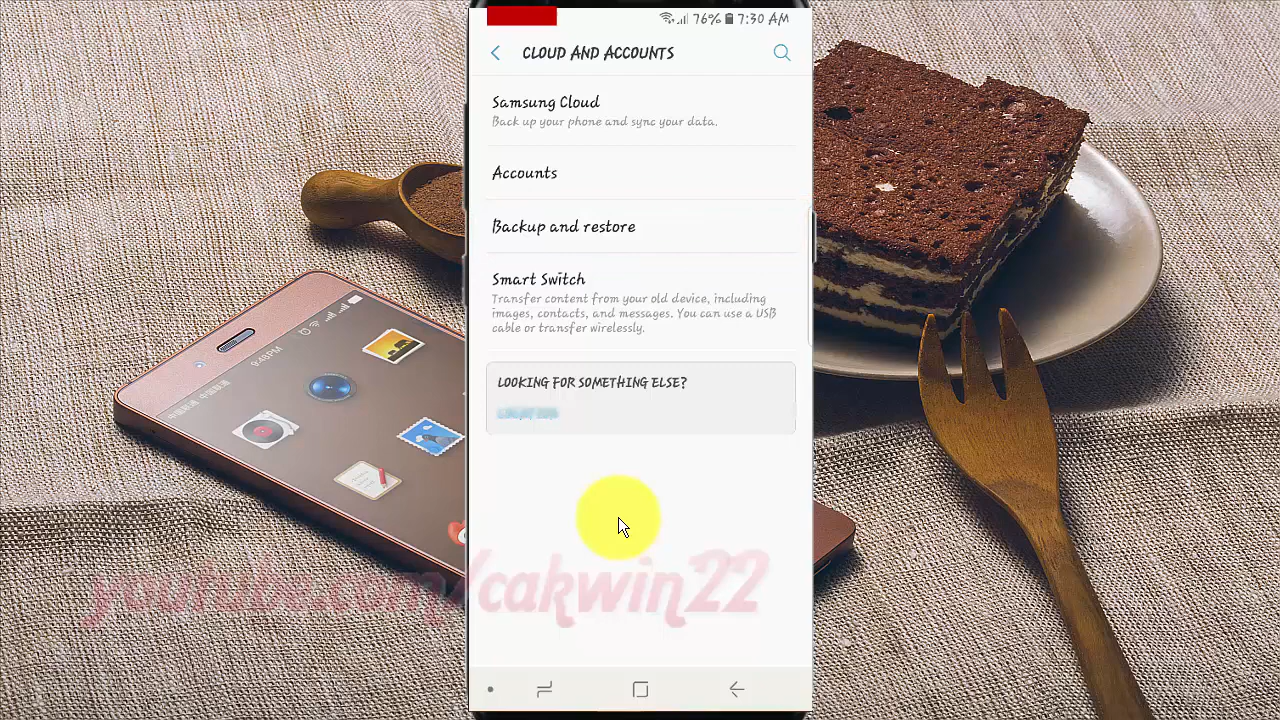 76% 7:30 AM
CLOUD AND ACCOUNTS
Samsung Cloud
Back up your phone and sync your data.
Accounts
Backup and restore
Smart Switch
Transfer content from your old device, including
images, contacts, and messages. You can use a USB
cable or transfer wirelessly.
LOOKING FOR SOMETHING ELSE?
9:48PM
youtube.com/cakwin22